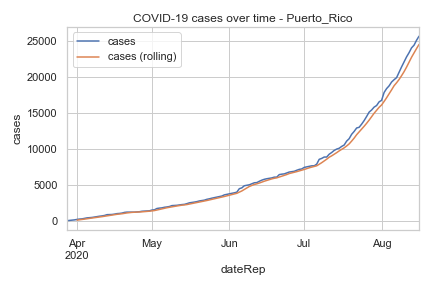 COVID-19 cases over time - Puerto_Rico
cases
cases (rolling)
25000
20000
15000
10000
5000
0
cases
Apr
2020
May
Jun
Jul
Aug
dateRep